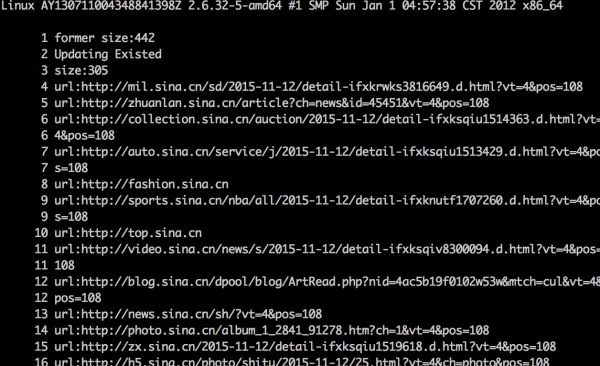 Linux AY130711004348841398Z 2.6.32-5-amd64 #1 SMP Sun Jan 1 04:57:38 CST 2012 x86_64
1 former size:442
2 Updating Existed
3 size:305
4 url:http://mil.sina.cn/sd/2015-11-12/detail-ifxkrwks3816649.d.html?vt=4&pos=108
5 url:http://zhuanlan.sina.cn/article?ch=news&id=45451&vt=4&pos=108
6 url:http://collection.sina.cn/auction/2015-11-12/detail-ifxksqiu1514363.d.html?vt=
6 4&pos=108
7 url:http://auto.sina.cn/service/j/2015-11-12/detail-ifxksqiu1513429.d.html?vt=4&po
7 s=108
8 url:http://fashion.sina.cn
9 url:http://sports.sina.cn/nba/all/2015-11-12/detail-ifxknutf1707260.d.html?vt=4&po
9 s=108
10 url:http://top.sina.cn
11 url:http://video.sina.cn/news/s/2015-11-12/detail-ifxksqiv8300094.d.html?vt=4&pos=
11 108
12 url:http://blog.sina.cn/dpool/blog/ArtRead.php?nid=4ac5b19f0102w53w&mtch=cul&vt=4&
12 pos=108
13 url:http://news.sina.cn/sh/?vt=4&pos=108
14 url:http://photo.sina.cn/album_1_2841_91278.htm?ch=1&vt=4&pos=108
15 url:http://zx.sina.cn/2015-11-12/detail-ifxksqiu1519618.d.html?vt=4&pos=108
16 url:http://h5.sina.cn/photo/shitu/2015-11-12/25.html?vt=4&ch=photo&pos=108